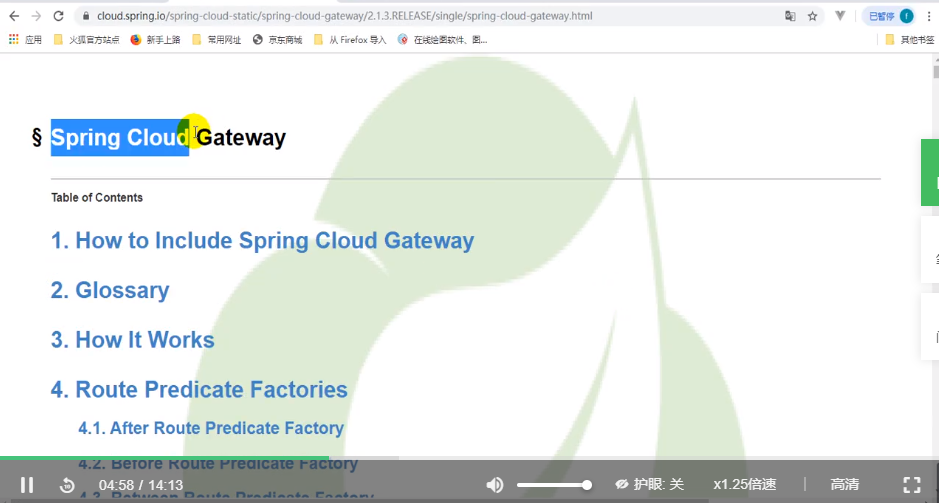 cloud.spring.io/spring-cloud-static/spring-cloud-gateway/2.1.3.RELEASE/single/spring-cloud-gateway.html
已暂停
f
应用
火狐官方站点
新手上路
常用网址
京东商城
从 Firefox 导入
在线绘图软件、图...
其他书签
§ Spring Cloud Gateway
Table of Contents
1. How to Include Spring Cloud Gateway
2. Glossary
3. How It Works
4. Route Predicate Factories
4.1. After Route Predicate Factory
4.2. Before Route Predicate Factory
4.3. Between Route Predicate Factory
04:58 / 14:13
护眼: 关
x1.25倍速
高清